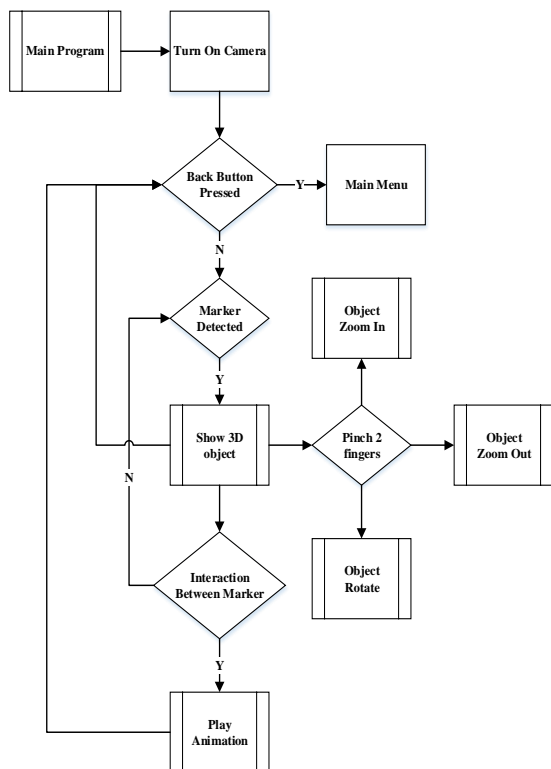 Main Program
Turn On Camera
Back Button
Pressed
Y
Main Menu
N
Marker
Detected
Object
Zoom In
Y
Show 3D
object
Pinch 2
fingers
Object
Zoom Out
N
Interaction
Between Marker
Object
Rotate
Y
Play
Animation